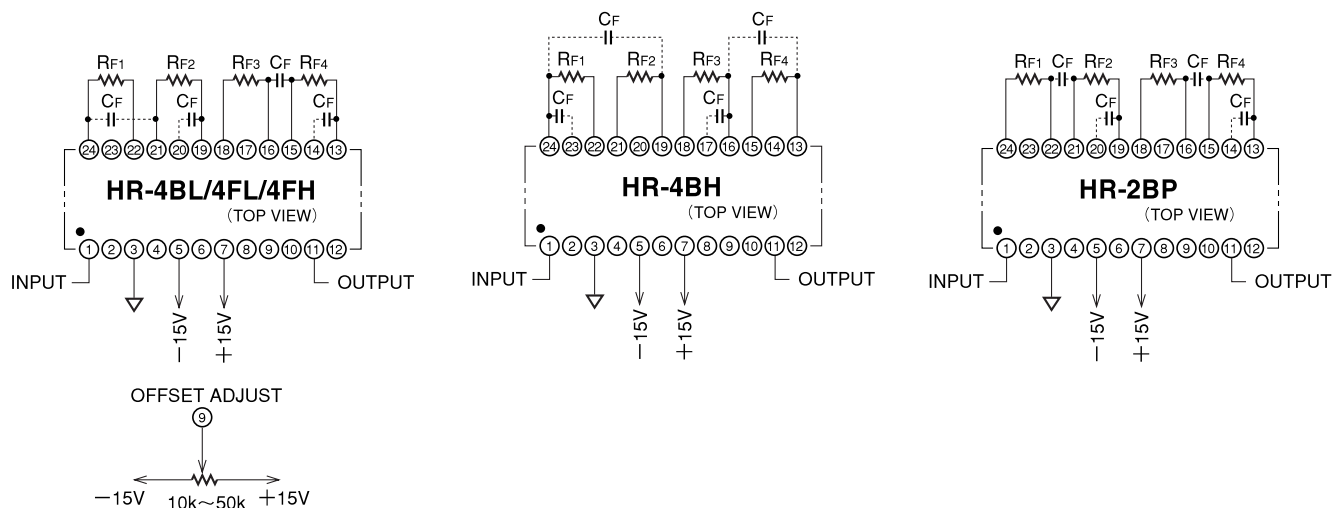 RF1 RF2 RF3 CF RF4
CF CF CF
24 23 22 21 20 19 18 17 16 15 14 13
HR-4BL/4FL/4FH
(TOP VIEW)
1 2 3 4 5 6 7 8 9 10 11 12
INPUT OUTPUT
−15V +15V
OFFSET ADJUST
9
−15V 10k～50k +15V
CF CF
RF1 RF2 RF3 RF4
CF CF
24 23 22 21 20 19 18 17 16 15 14 13
HR-4BH
(TOP VIEW)
1 2 3 4 5 6 7 8 9 10 11 12
INPUT OUTPUT
−15V +15V
RF1 CF RF2 RF3 CF RF4
CF CF
24 23 22 21 20 19 18 17 16 15 14 13
HR-2BP
(TOP VIEW)
1 2 3 4 5 6 7 8 9 10 11 12
INPUT OUTPUT
−15V +15V